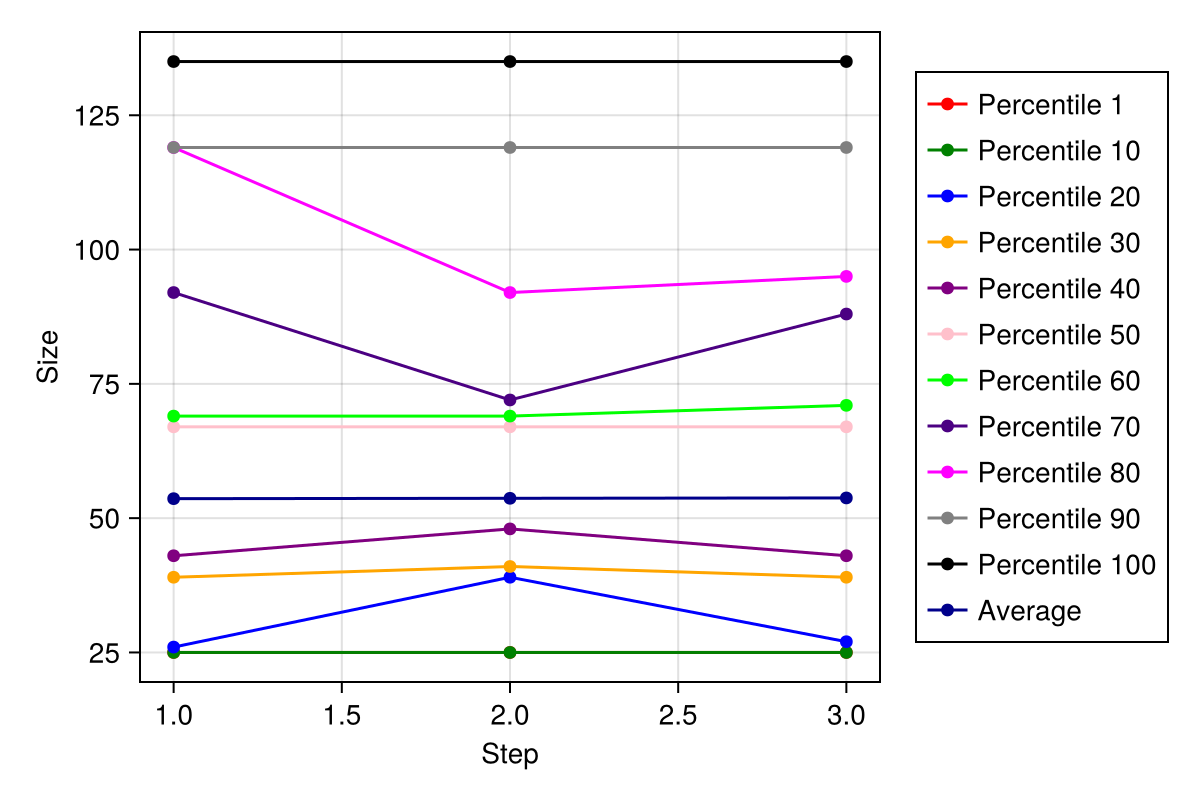 Size
125
100
75
50
25
1.0 1.5 2.0 2.5 3.0
Step
Percentile 1
Percentile 10
Percentile 20
Percentile 30
Percentile 40
Percentile 50
Percentile 60
Percentile 70
Percentile 80
Percentile 90
Percentile 100
Average